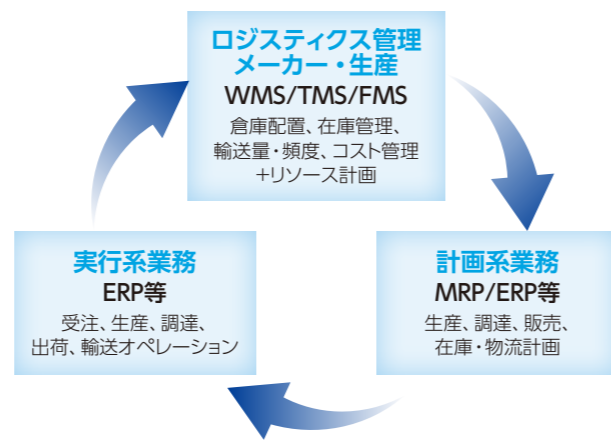 ロジスティクス管理
メーカー・生産
WMS/TMS/FMS
倉庫配置、在庫管理、
輸送量・頻度、コスト管理
+リソース計画
実行系業務
ERP等
受注、生産、調達、
出荷、輸送オペレーション
計画系業務
MRP/ERP等
生産、調達、販売、
在庫・物流計画